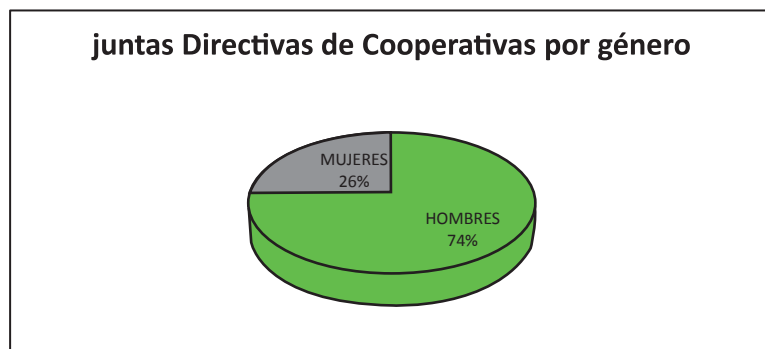 juntas Directivas de Cooperativas por género
MUJERES
26%
HOMBRES
74%